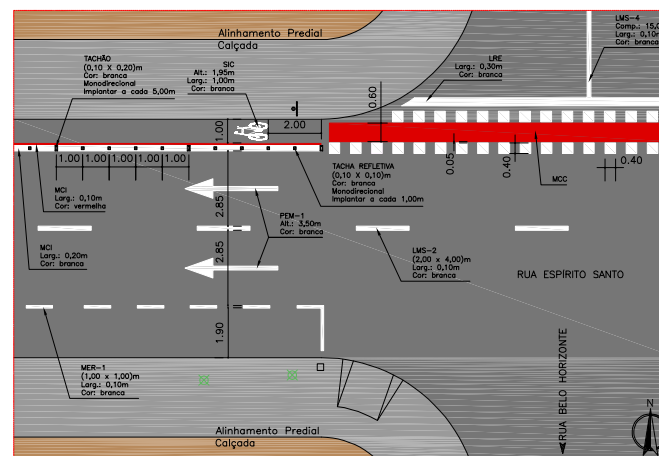 Alinhamento Predial
Calçada
TACHÃO
(0,10 X 0,20)m
Cor: branca
Monodirecional
Implantar a cada 5,00m
SIC
Alt.: 1,95m
Larg.: 1,00m
Cor: branca
LRE
Larg.: 0,30m
Cor: branca
LMS-4
Comp.: 15,0
Larg.: 0,10m
Cor: branca
0.60
1.00
2.00
1.00
1.00
1.00
1.00
1.00
TACHA REFLETIVA
(0,10 X 0,10)m
Cor: branca
Monodirecional
Implantar a cada 1,00m
0.05
0.40
MCC
0.40
MCI
Larg.: 0,10m
Cor: vermelha
2.85
PEM-1
Alt.: 3,50m
Cor: branca
MCI
Larg.: 0,20m
Cor: branca
2.85
LMS-2
(2,00 x 4,00)m
Larg.: 0,10m
Cor: branca
RUA ESPÍRITO SANTO
1.90
MER-1
(1,00 x 1,00)m
Larg.: 0,10m
Cor: branca
RUA BELO HORIZONTE
N
Alinhamento Predial
Calçada